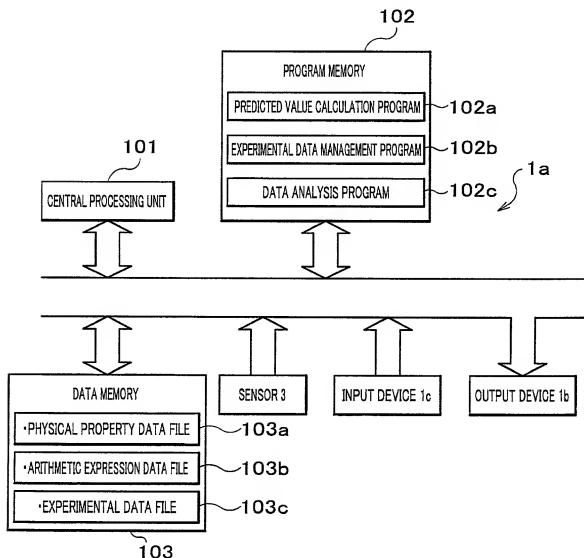 102
PROGRAM MEMORY
PREDICTED VALUE CALCULATION PROGRAM
102a
EXPERIMENTAL DATA MANAGEMENT PROGRAM
102b
DATA ANALYSIS PROGRAM
102c
1a
101
CENTRAL PROCESSING UNIT
DATA MEMORY
·PHYSICAL PROPERTY DATA FILE
103a
·ARITHMETIC EXPRESSION DATA FILE
103b
·EXPERIMENTAL DATA FILE
103c
103
SENSOR 3
INPUT DEVICE 1c
OUTPUT DEVICE 1b